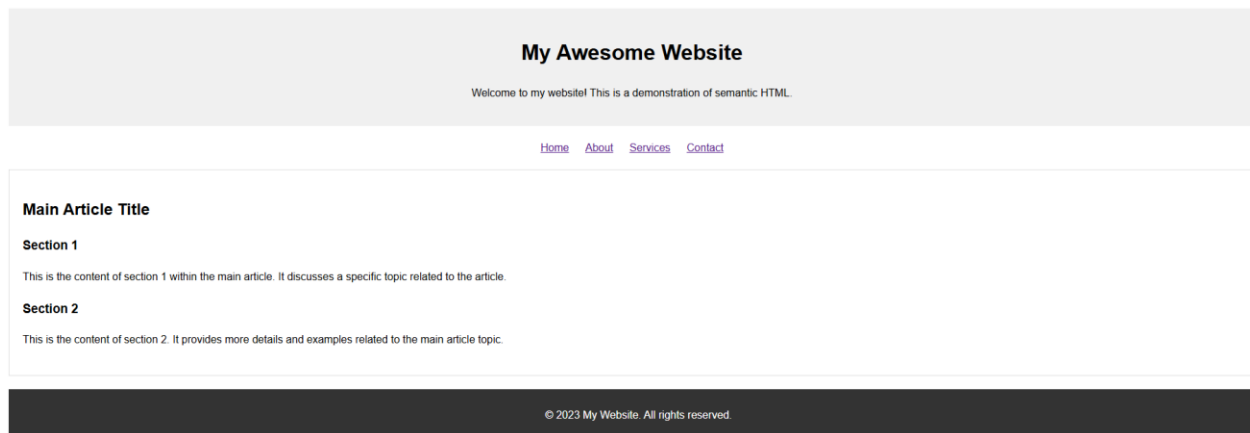 My Awesome Website
Welcome to my website! This is a demonstration of semantic HTML.
Home About Services Contact
Main Article Title
Section 1
This is the content of section 1 within the main article. It discusses a specific topic related to the article.
Section 2
This is the content of section 2. It provides more details and examples related to the main article topic.
© 2023 My Website. All rights reserved.